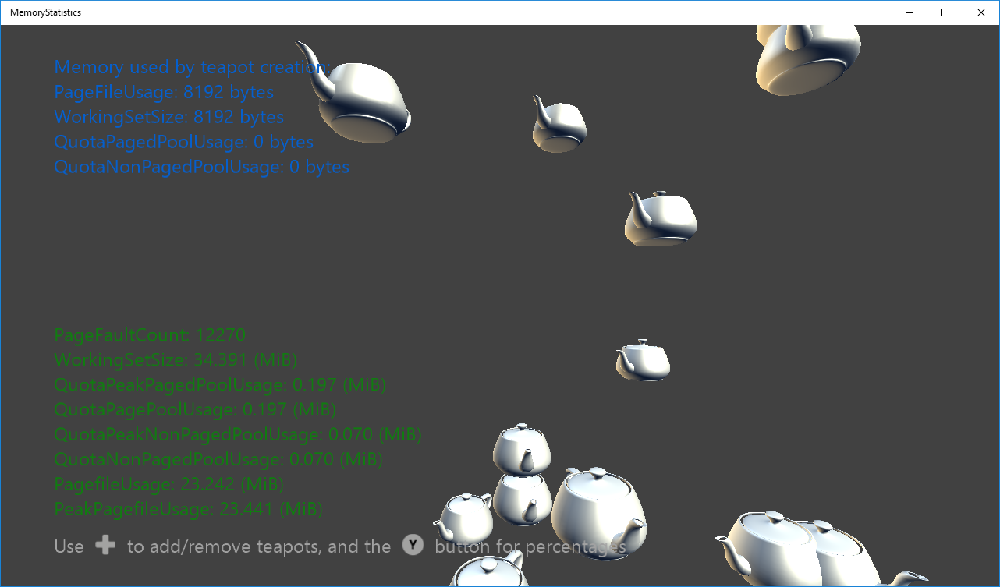 MemoryStatistics
Memory used by teapot creation:
PageFileUsage: 8192 bytes
WorkingSetSize: 8192 bytes
QuotaPagedPoolUsage: 0 bytes
QuotaNonPagedPoolUsage: 0 bytes
PageFaultCount: 12270
WorkingSetSize: 34.391 (MiB)
QuotaPeakPagedPoolUsage: 0.197 (MiB)
QuotaPagePoolUsage: 0.197 (MiB)
QuotaPeakNonPagedPoolUsage: 0.070 (MiB)
QuotaNonPagedPoolUsage: 0.070 (MiB)
PagefileUsage: 23.242 (MiB)
PeakPagefileUsage: 23.441 (MiB)
Use to add/remove teapots, and the Y button for percentages